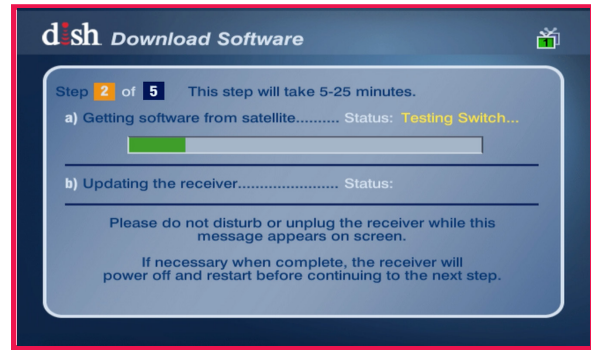 dish Download Software
1
Step 2 of 5 This step will take 5-25 minutes.
a) Getting software from satellite.......... Status: Testing Switch...
b) Updating the receiver....................... Status:
Please do not disturb or unplug the receiver while this
message appears on screen.
If necessary when complete, the receiver will
power off and restart before continuing to the next step.